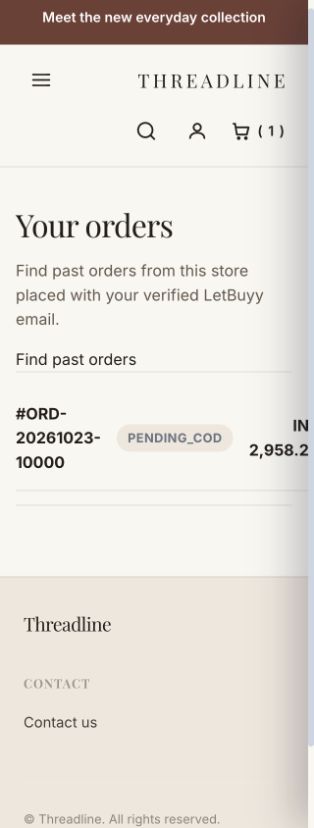 Meet the new everyday collection
THREADLINE
( 1 )
Your orders
Find past orders from this store
placed with your verified LetBuyy
email.
Find past orders
#ORD-
20261023-
10000
PENDING_COD
IN
2,958.2
Threadline
CONTACT
Contact us
© Threadline. All rights reserved.